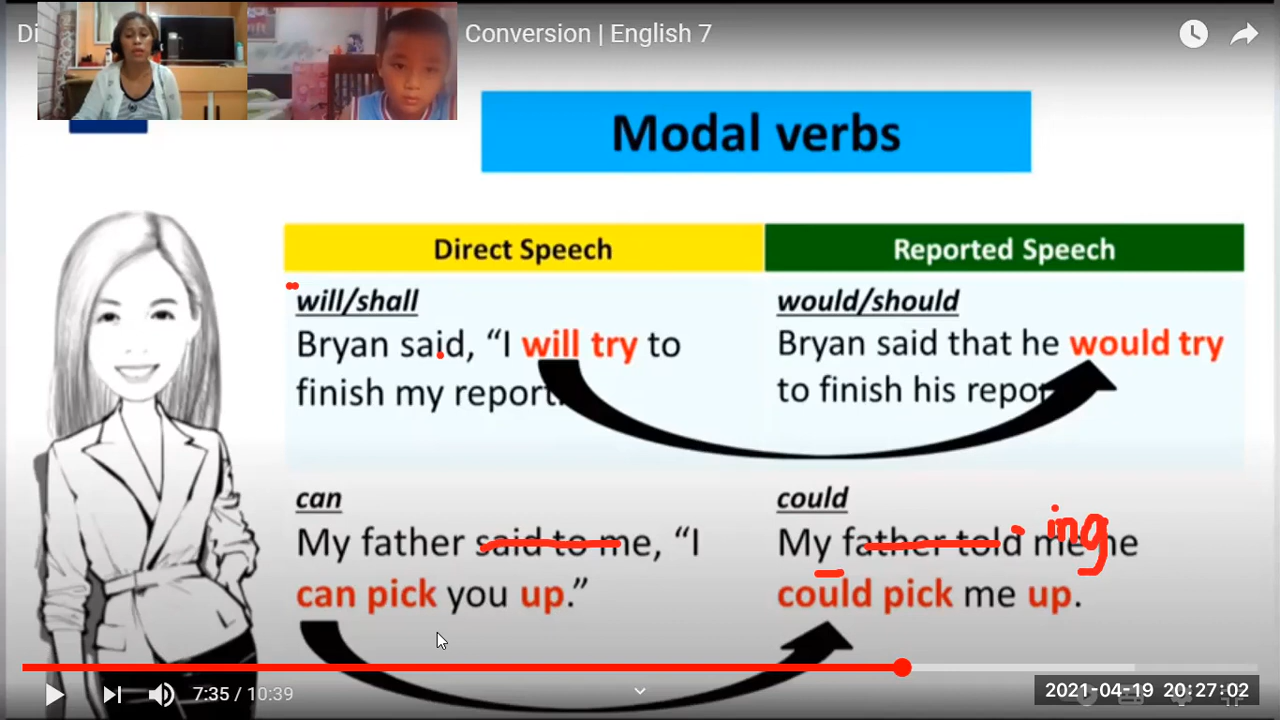 Di
Conversion | English 7
Modal verbs
Direct Speech
Reported Speech
will/shall
Bryan said, “I will try to
finish my report.
would/should
Bryan said that he would try
to finish his repor
can
My father said to me, “I
can pick you up.”
could
My father told me he
could pick me up.
ing
7:35 / 10:39
2021-04-19 20:27:02